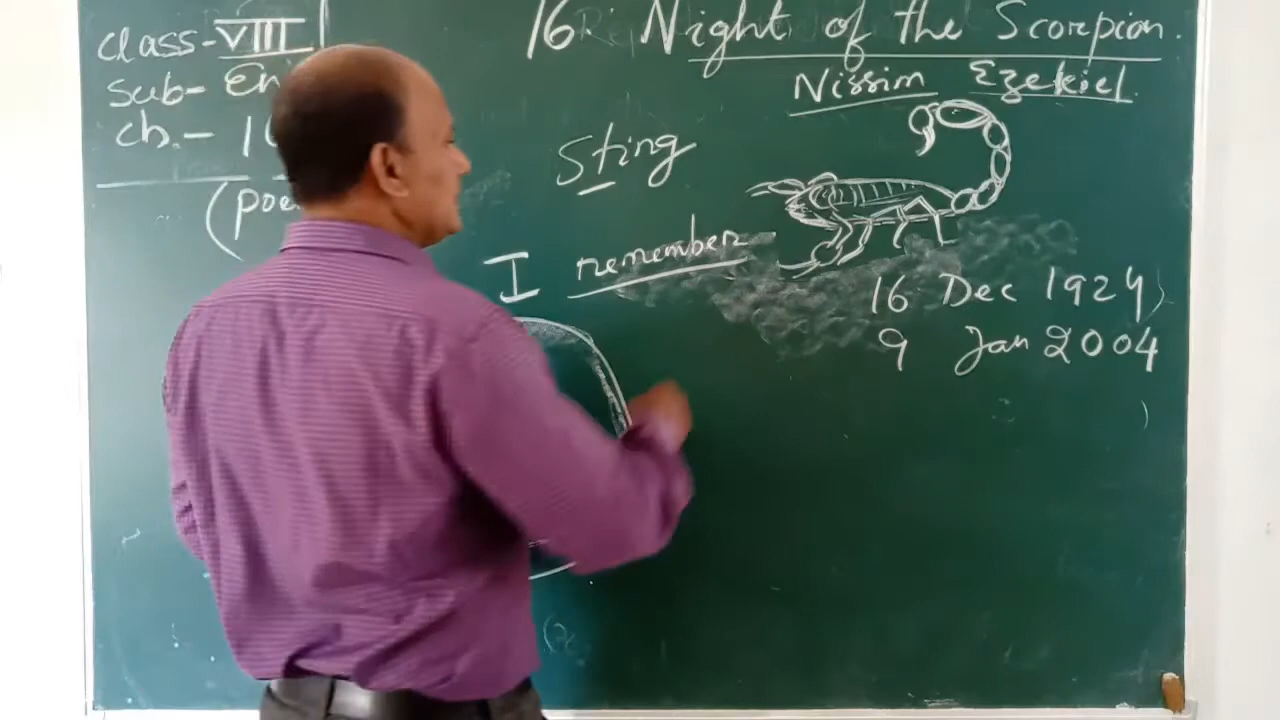 Class-VIII
Sub- En
ch.- 1
(poe
16 Night of the Scorpion.
Nissim Ezekiel.
Sting
I remember
16 Dec 1924)
9 Jan 2004